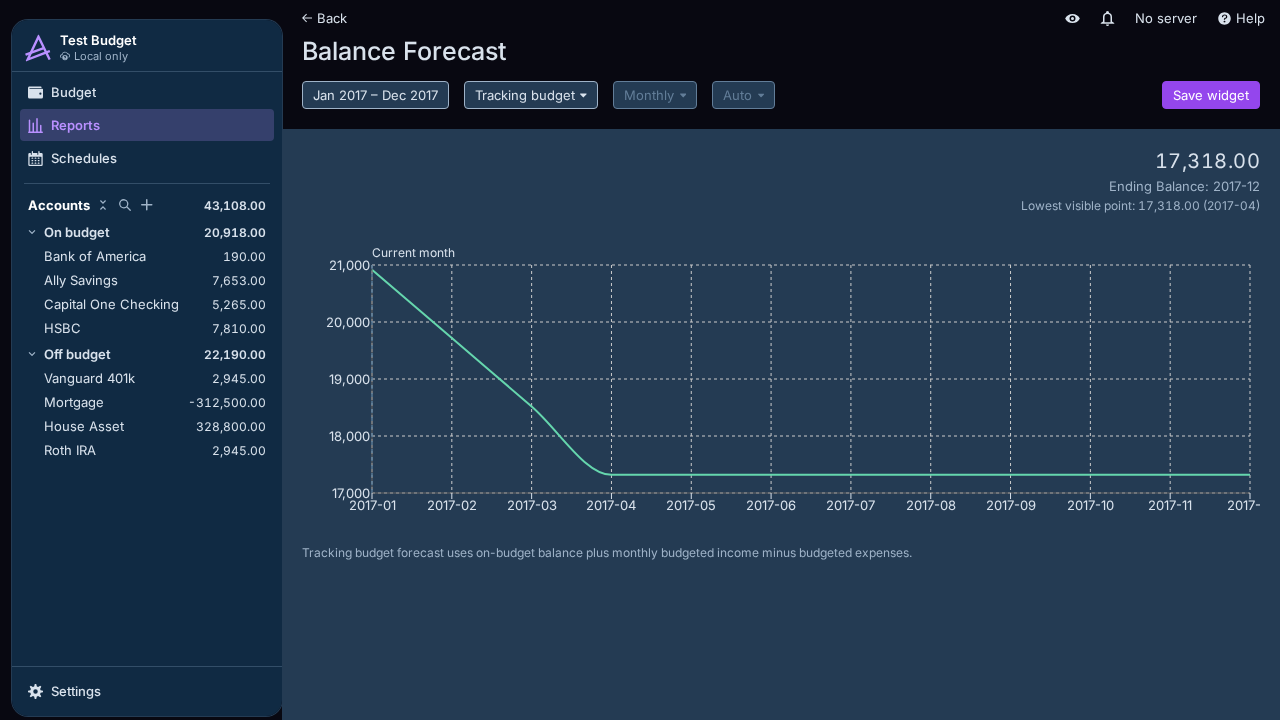 Test Budget
Local only
Budget
Reports
Schedules
Accounts 43,108.00
On budget 20,918.00
Bank of America 190.00
Ally Savings 7,653.00
Capital One Checking 5,265.00
HSBC 7,810.00
Off budget 22,190.00
Vanguard 401k 2,945.00
Mortgage -312,500.00
House Asset 328,800.00
Roth IRA 2,945.00
Settings
Back
No server
Help
Balance Forecast
Jan 2017 – Dec 2017
Tracking budget
Monthly
Auto
Save widget
17,318.00
Ending Balance: 2017-12
Lowest visible point: 17,318.00 (2017-04)
Current month
21,000
20,000
19,000
18,000
17,000
2017-01 2017-02 2017-03 2017-04 2017-05 2017-06 2017-07 2017-08 2017-09 2017-10 2017-11 2017-
Tracking budget forecast uses on-budget balance plus monthly budgeted income minus budgeted expenses.